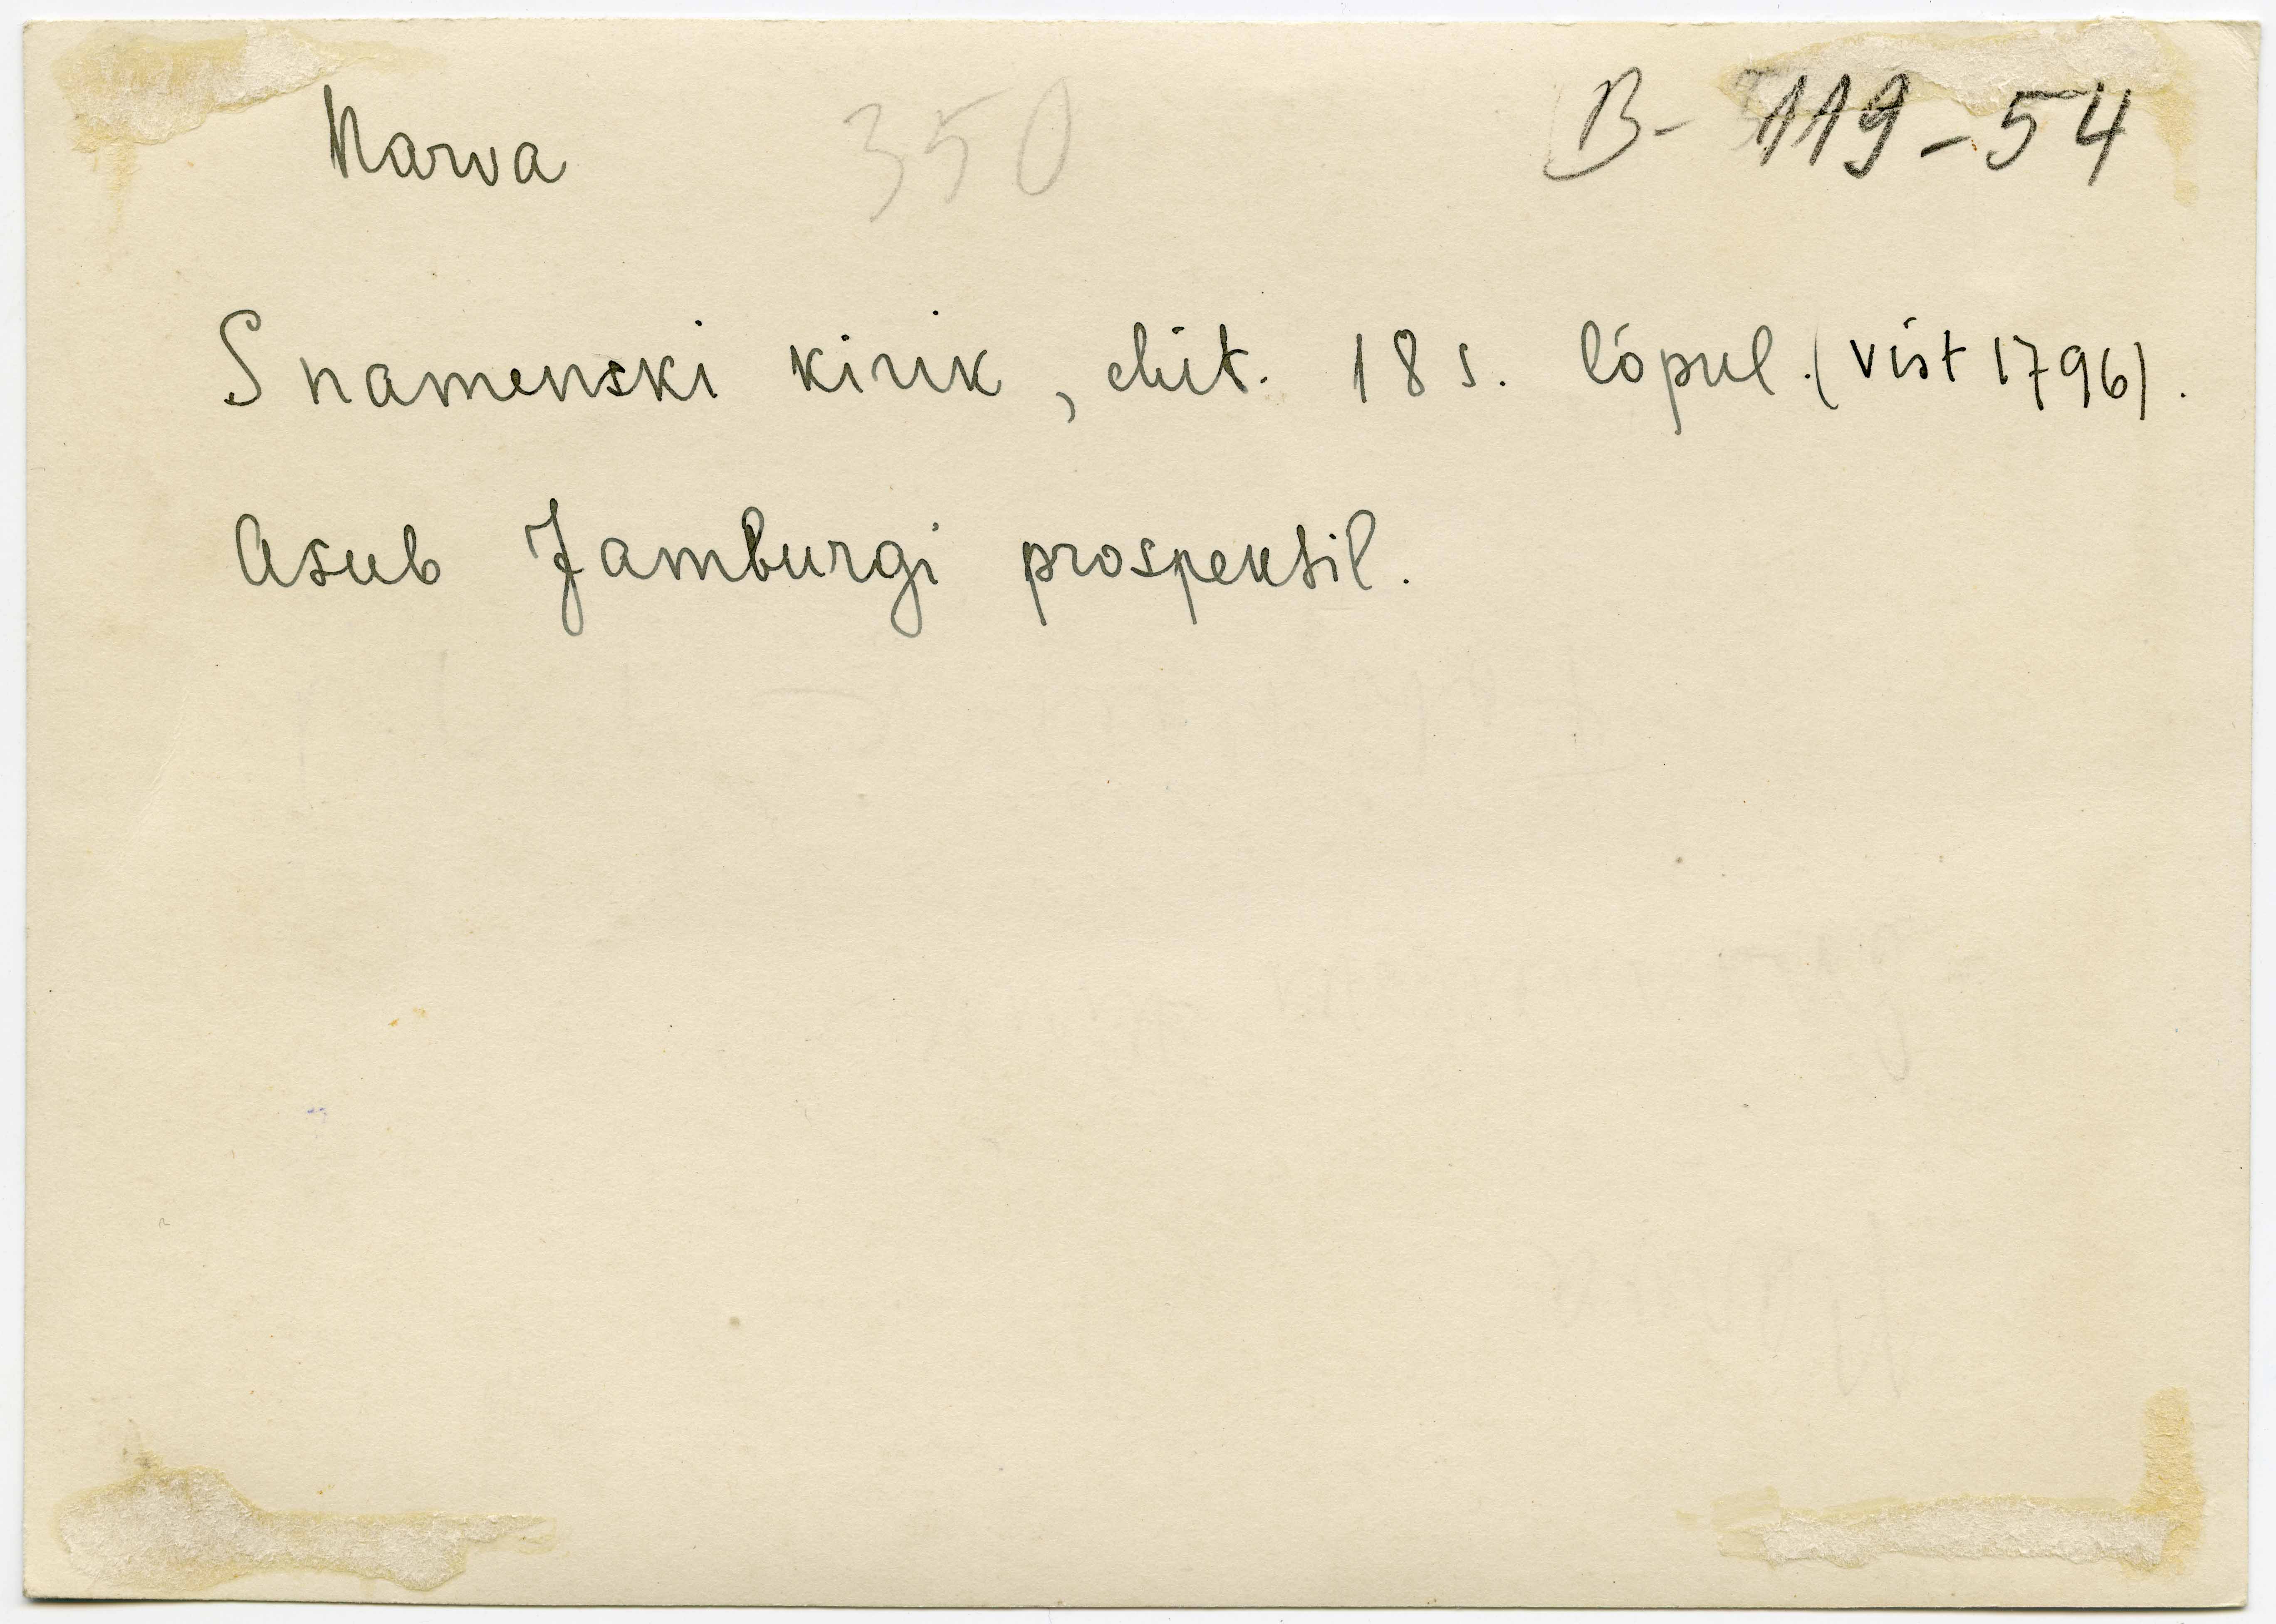 Narva 350 B-119-54
Snamenski kirik, ehit. 18 s. lõpul. (vist 1796).
Asub Jamburgi prospektil.